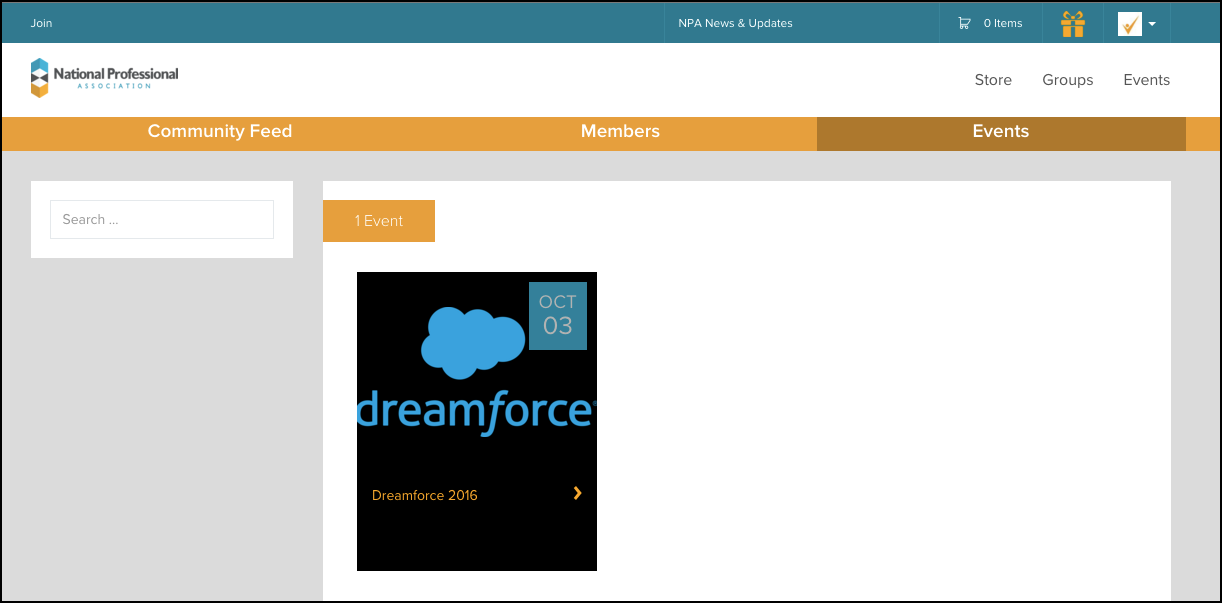 Join
NPA News & Updates
0 Items
National Professional
ASSOCIATION
Store
Groups
Events
Community Feed
Members
Events
Search ...
1 Event
OCT
03
dreamforce
Dreamforce 2016